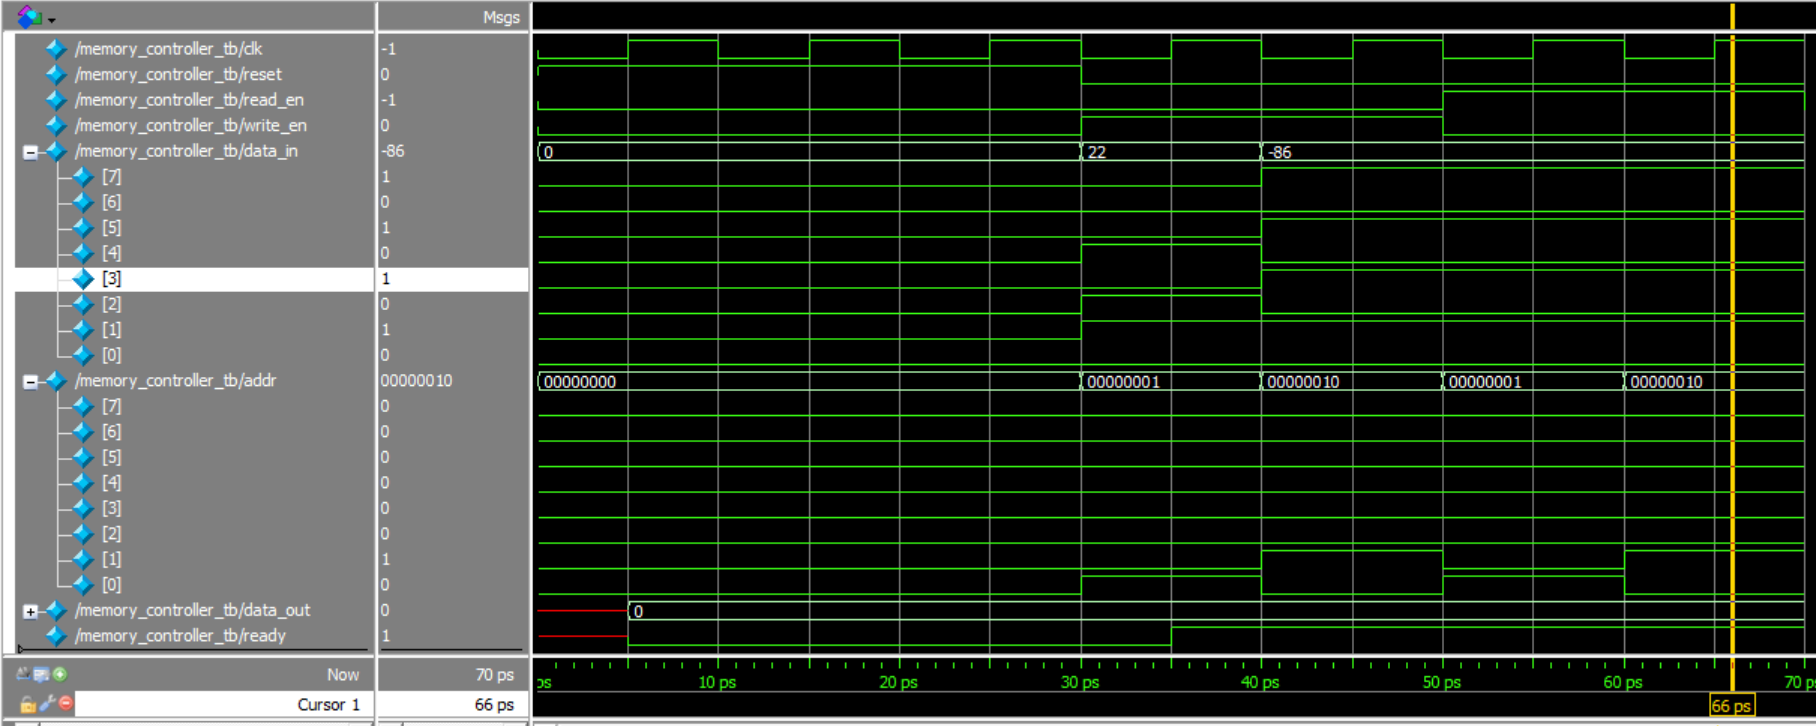 Msgs
/memory_controller_tb/clk -1
/memory_controller_tb/reset 0
/memory_controller_tb/read_en -1
/memory_controller_tb/write_en 0
/memory_controller_tb/data_in -86 0 22 -86
[7] 1
[6] 0
[5] 1
[4] 0
[3] 1
[2] 0
[1] 1
[0] 0
/memory_controller_tb/addr 00000010 00000000 00000001 00000010 00000001 00000010
[7] 0
[6] 0
[5] 0
[4] 0
[3] 0
[2] 0
[1] 1
[0] 0
/memory_controller_tb/data_out 0 0
/memory_controller_tb/ready 1
Now 70 ps ps 10 ps 20 ps 30 ps 40 ps 50 ps 60 ps 70 p
Cursor 1 66 ps 66 ps